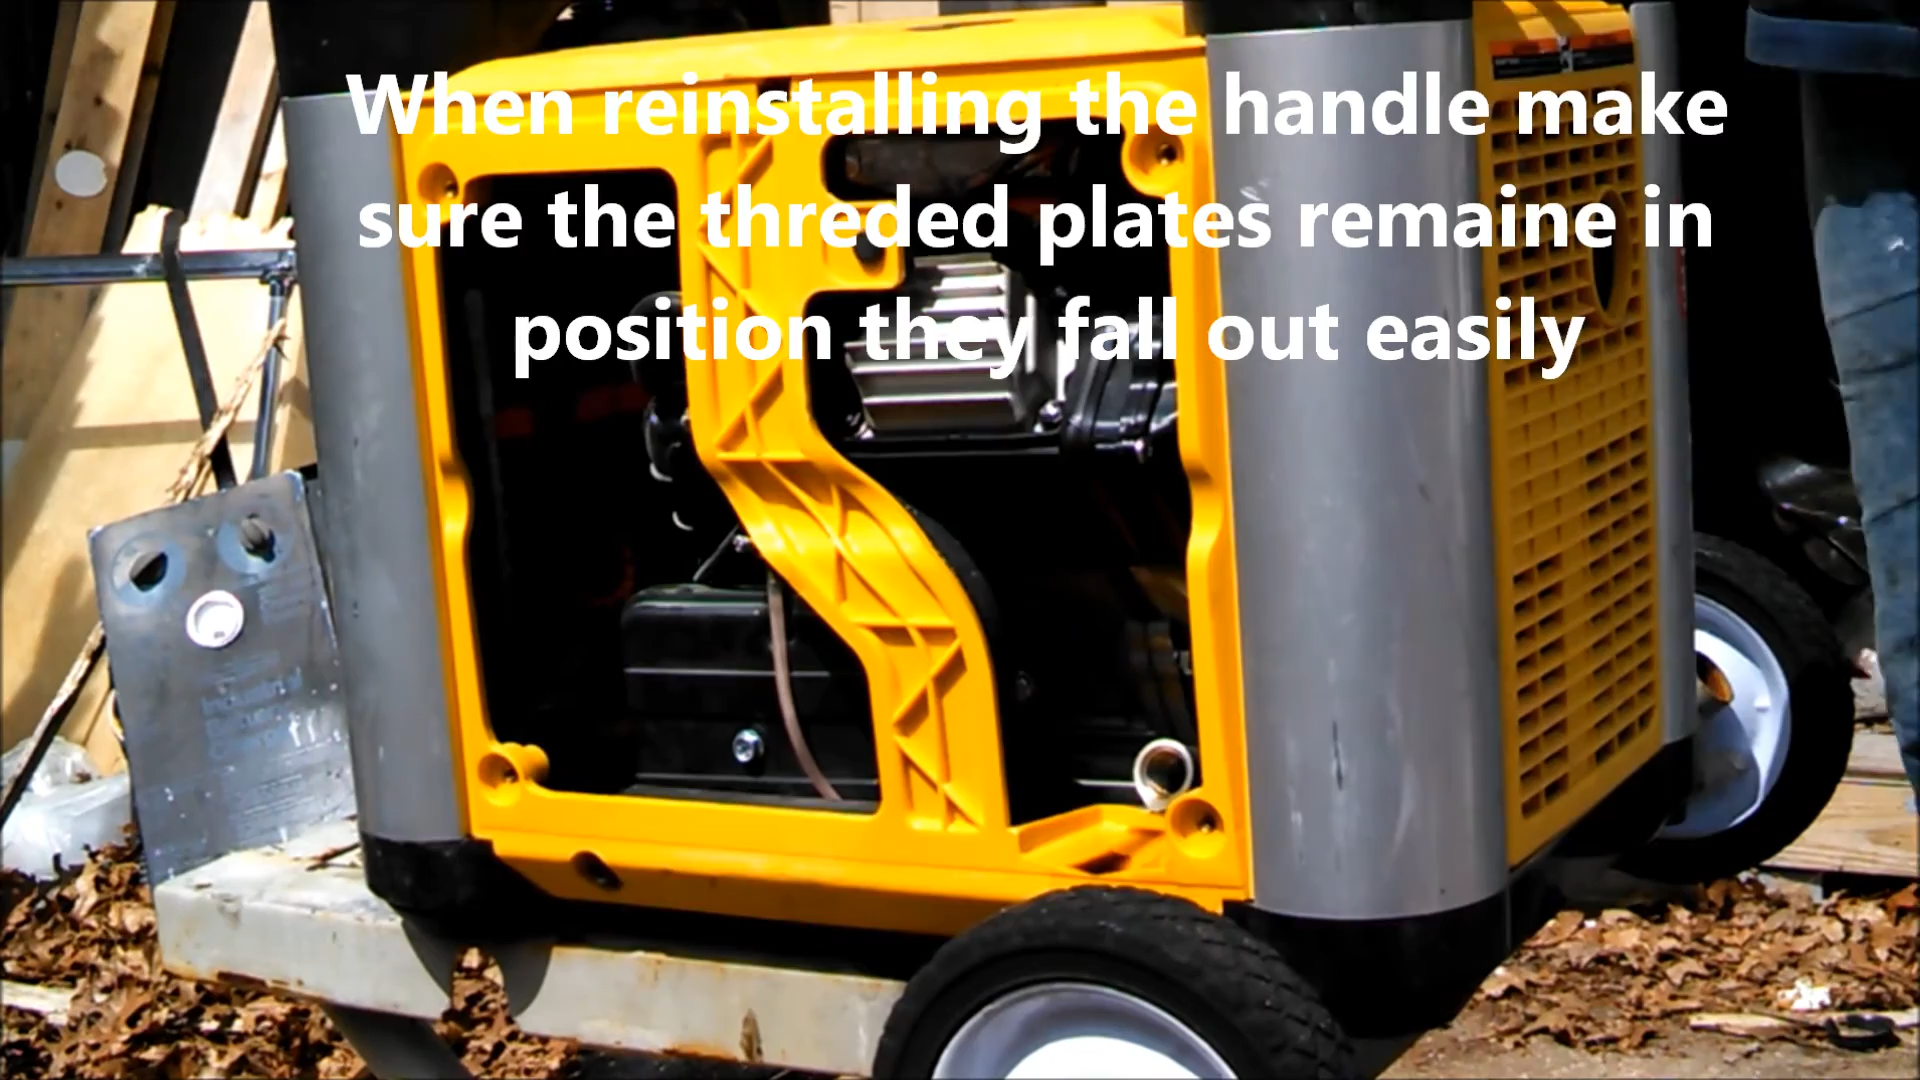 When reinstalling the handle make
sure the threded plates remaine in
position they fall out easily